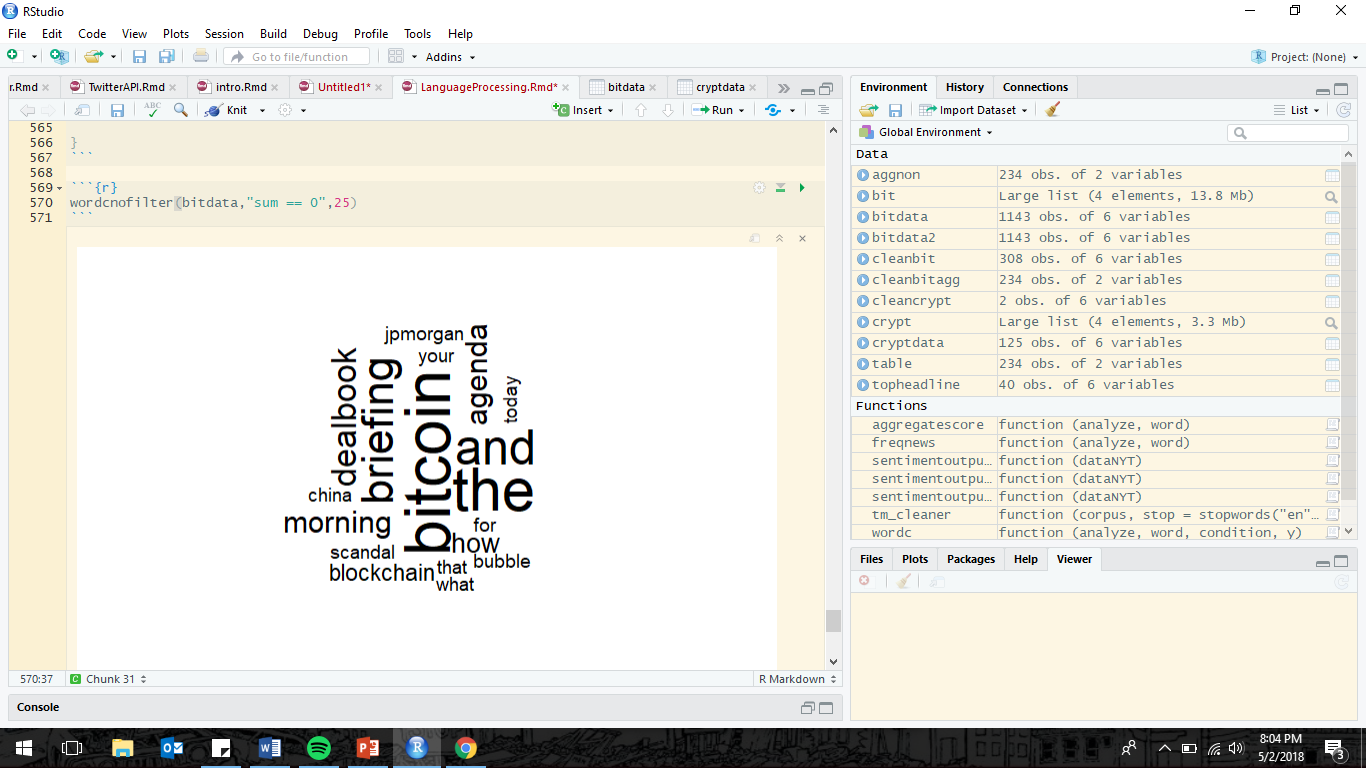 RStudio
File Edit Code View Plots Session Build Debug Profile Tools Help
Go to file/function Addins Project: (None)
r.Rmd TwitterAPI.Rmd intro.Rmd Untitled1* LanguageProcessing.Rmd* bitdata cryptdata
ABC Knit Insert Run
565
566 }
567 ```
568
569 ```{r}
570 wordcnofilter(bitdata,"sum == 0",25)
571 ```
jpmorgan
your
agenda
today
dealbook
briefing
bitcoin
and
the
china
morning
for
how
scandal
bubble
blockchain
that
what
570:37 Chunk 31 R Markdown
Console
Environment History Connections
Import Dataset List
Global Environment
Data
aggnon 234 obs. of 2 variables
bit Large list (4 elements, 13.8 Mb)
bitdata 1143 obs. of 6 variables
bitdata2 1143 obs. of 6 variables
cleanbit 308 obs. of 6 variables
cleanbitagg 234 obs. of 2 variables
cleancrypt 2 obs. of 6 variables
crypt Large list (4 elements, 3.3 Mb)
cryptdata 125 obs. of 6 variables
table 234 obs. of 2 variables
topheadline 40 obs. of 6 variables
Functions
aggregatescore function (analyze, word)
freqnews function (analyze, word)
sentimentoutpu… function (dataNYT)
sentimentoutpu… function (dataNYT)
sentimentoutpu… function (dataNYT)
tm_cleaner function (corpus, stop = stopwords("en"…
wordc function (analyze, word, condition, y)
Files Plots Packages Help Viewer
8:04 PM
5/2/2018
3